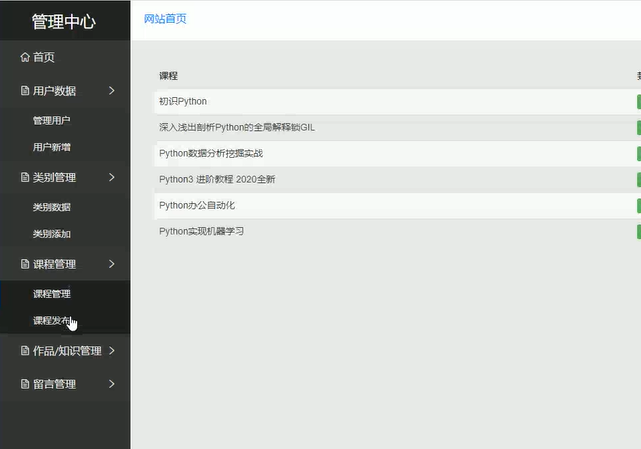 管理中心
网站首页
首页
用户数据
管理用户
用户新增
类别管理
类别数据
类别添加
课程管理
课程管理
课程发布
作品/知识管理
留言管理
课程
初识Python
深入浅出剖析Python的全局解释锁GIL
Python数据分析挖掘实战
Python3 进阶教程 2020全新
Python办公自动化
Python实现机器学习